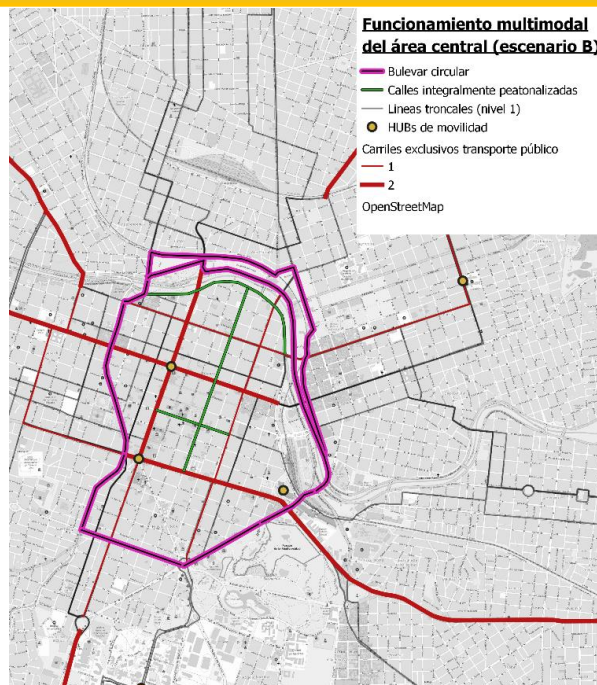 Funcionamiento multimodal
del área central (escenario B)
Bulevar circular
Calles integralmente peatonalizadas
Lineas troncales (nivel 1)
HUBs de movilidad
Carriles exclusivos transporte público
1
2
OpenStreetMap